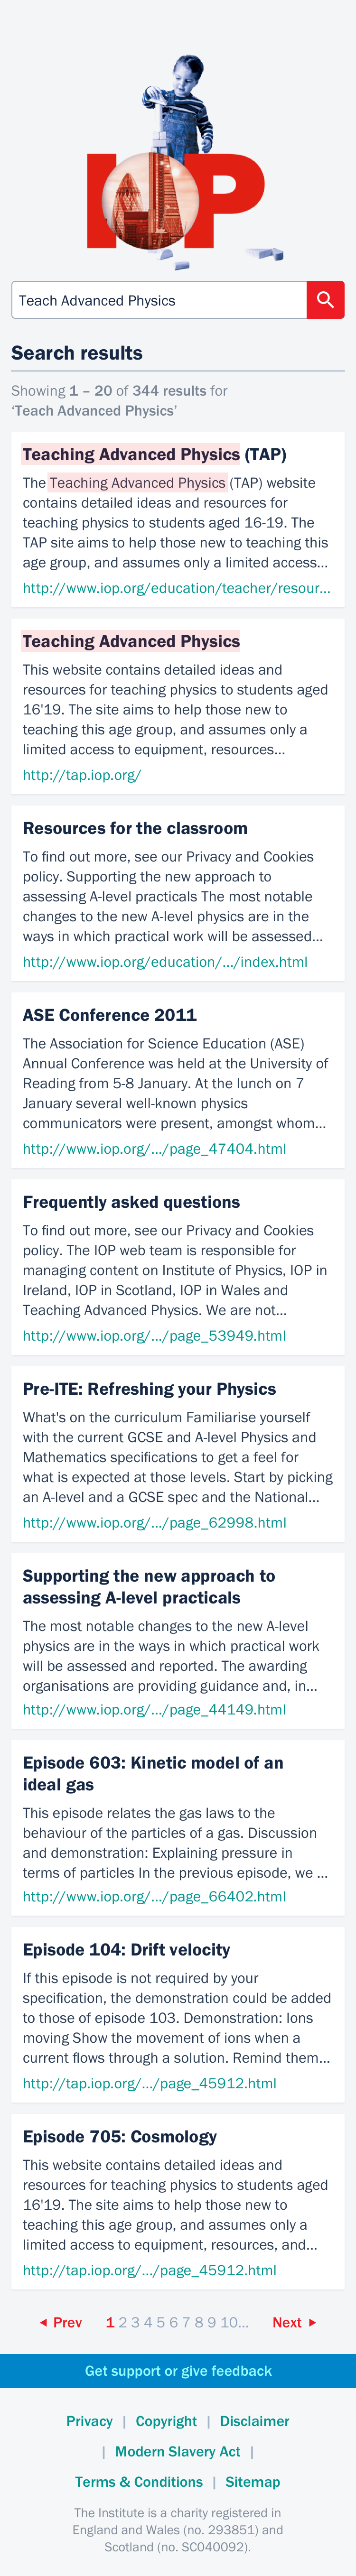 IOP
Teach Advanced Physics
Search results
Showing 1 – 20 of 344 results for
‘Teach Advanced Physics’
Teaching Advanced Physics (TAP)
The Teaching Advanced Physics (TAP) website
contains detailed ideas and resources for
teaching physics to students aged 16-19. The
TAP site aims to help those new to teaching this
age group, and assumes only a limited access...
http://www.iop.org/education/teacher/resour...
Teaching Advanced Physics
This website contains detailed ideas and
resources for teaching physics to students aged
16'19. The site aims to help those new to
teaching this age group, and assumes only a
limited access to equipment, resources...
http://tap.iop.org/
Resources for the classroom
To find out more, see our Privacy and Cookies
policy. Supporting the new approach to
assessing A-level practicals The most notable
changes to the new A-level physics are in the
ways in which practical work will be assessed...
http://www.iop.org/education/.../index.html
ASE Conference 2011
The Association for Science Education (ASE)
Annual Conference was held at the University of
Reading from 5-8 January. At the lunch on 7
January several well-known physics
communicators were present, amongst whom...
http://www.iop.org/.../page_47404.html
Frequently asked questions
To find out more, see our Privacy and Cookies
policy. The IOP web team is responsible for
managing content on Institute of Physics, IOP in
Ireland, IOP in Scotland, IOP in Wales and
Teaching Advanced Physics. We are not...
http://www.iop.org/.../page_53949.html
Pre-ITE: Refreshing your Physics
What's on the curriculum Familiarise yourself
with the current GCSE and A-level Physics and
Mathematics specifications to get a feel for
what is expected at those levels. Start by picking
an A-level and a GCSE spec and the National...
http://www.iop.org/.../page_62998.html
Supporting the new approach to
assessing A-level practicals
The most notable changes to the new A-level
physics are in the ways in which practical work
will be assessed and reported. The awarding
organisations are providing guidance and, in...
http://www.iop.org/.../page_44149.html
Episode 603: Kinetic model of an
ideal gas
This episode relates the gas laws to the
behaviour of the particles of a gas. Discussion
and demonstration: Explaining pressure in
terms of particles In the previous episode, we ...
http://www.iop.org/.../page_66402.html
Episode 104: Drift velocity
If this episode is not required by your
specification, the demonstration could be added
to those of episode 103. Demonstration: Ions
moving Show the movement of ions when a
current flows through a solution. Remind them...
http://tap.iop.org/.../page_45912.html
Episode 705: Cosmology
This website contains detailed ideas and
resources for teaching physics to students aged
16'19. The site aims to help those new to
teaching this age group, and assumes only a
limited access to equipment, resources, and...
http://tap.iop.org/.../page_45912.html
Prev 1 2 3 4 5 6 7 8 9 10... Next
Get support or give feedback
Privacy | Copyright | Disclaimer
| Modern Slavery Act |
Terms & Conditions | Sitemap
The Institute is a charity registered in
England and Wales (no. 293851) and
Scotland (no. SC040092).